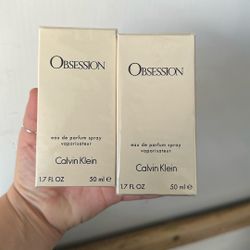 OBSESSION
eau de parfum spray
vaporisateur
Calvin Klein
1.7 FL OZ 50 ml e
OBSESSION
eau de parfum spray
vaporisateur
Calvin Klein
1.7 FL OZ 50 ml e